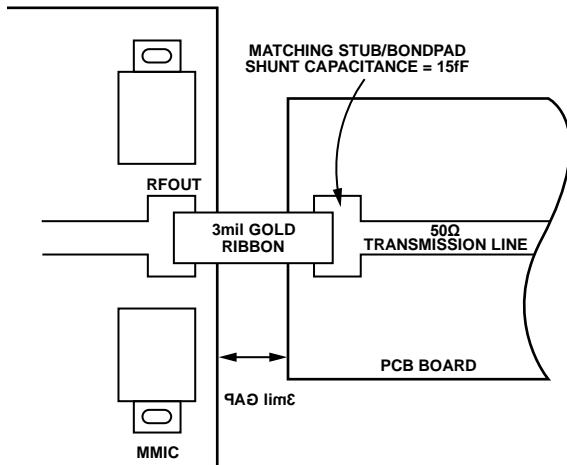 MATCHING STUB/BONDPAD
SHUNT CAPACITANCE = 15fF
RFOUT
3mil GOLD
RIBBON
50Ω
TRANSMISSION LINE
PCB BOARD
3mil GAP
MMIC